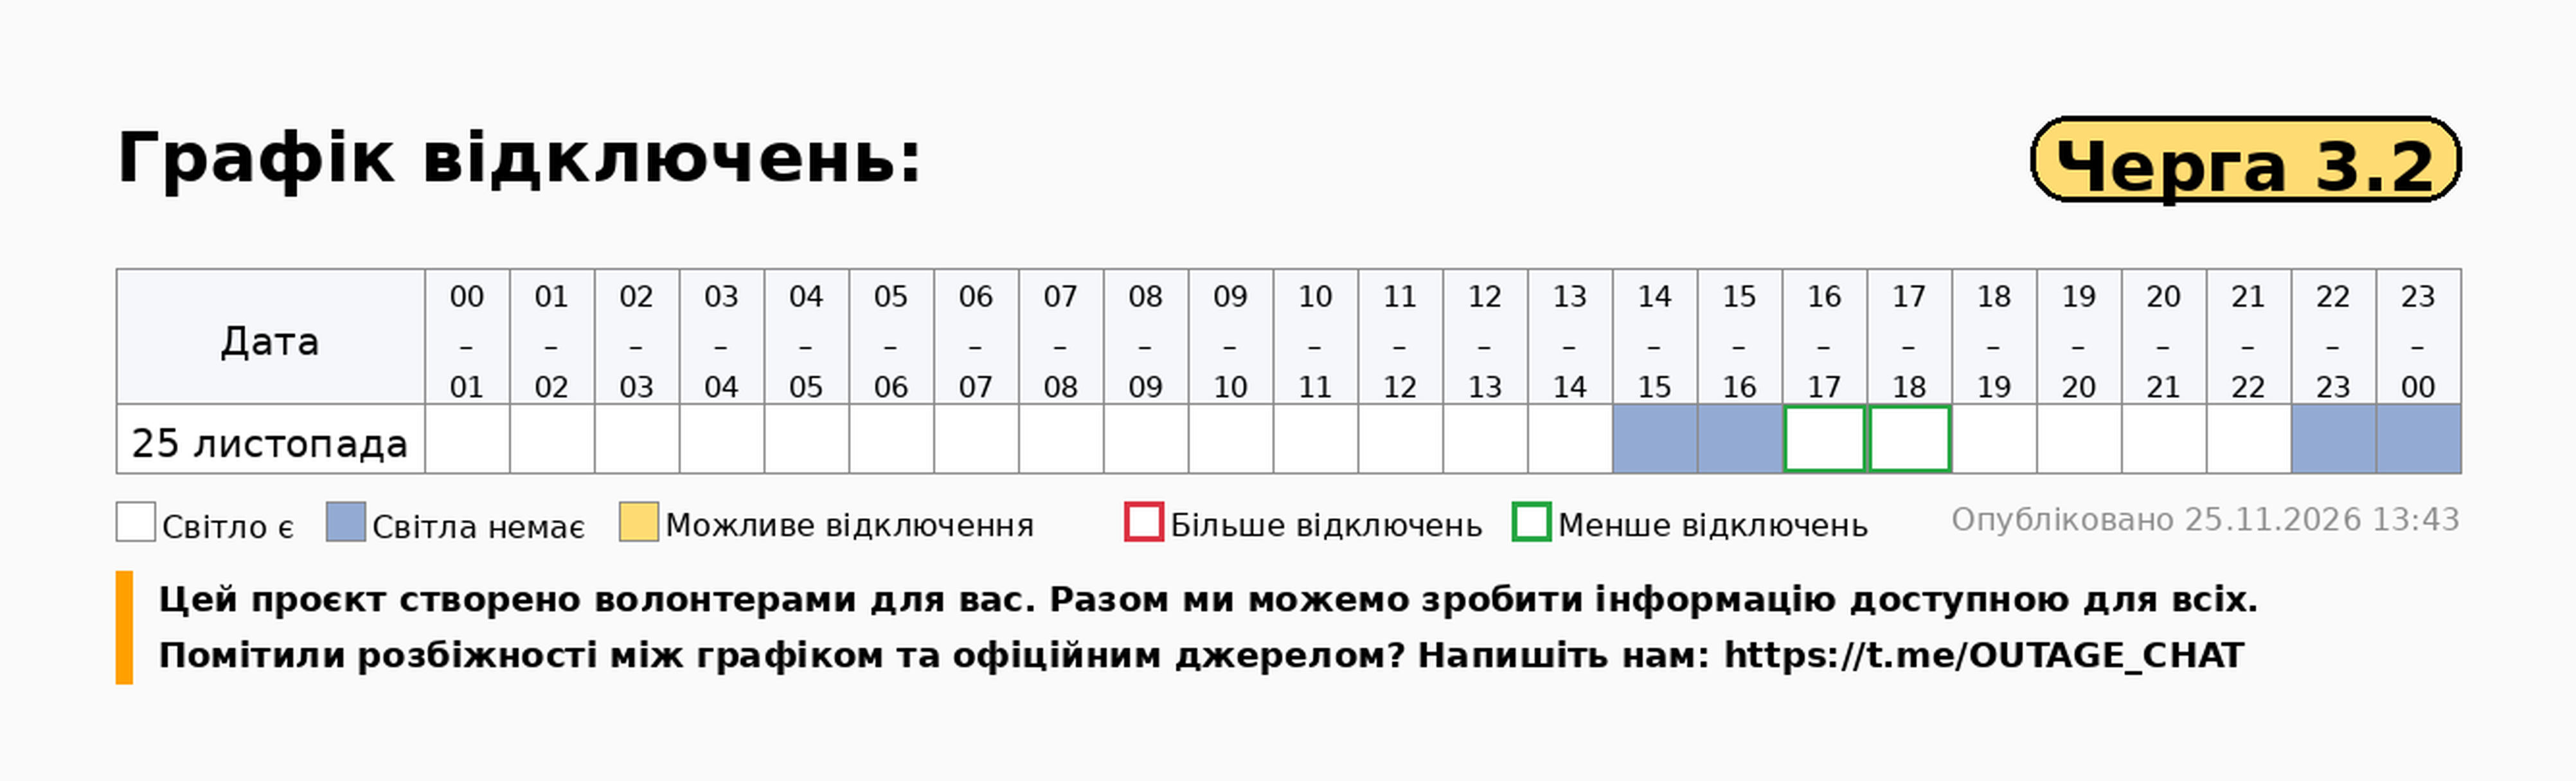 Графік відключень:
Черга 3.2
Дата
00 – 01
01 – 02
02 – 03
03 – 04
04 – 05
05 – 06
06 – 07
07 – 08
08 – 09
09 – 10
10 – 11
11 – 12
12 – 13
13 – 14
14 – 15
15 – 16
16 – 17
17 – 18
18 – 19
19 – 20
20 – 21
21 – 22
22 – 23
23 – 00
25 листопада
Світло є
Світла немає
Можливе відключення
Більше відключень
Менше відключень
Опубліковано 25.11.2026 13:43
Цей проєкт створено волонтерами для вас. Разом ми можемо зробити інформацію доступною для всіх.
Помітили розбіжності між графіком та офіційним джерелом? Напишіть нам: https://t.me/OUTAGE_CHAT